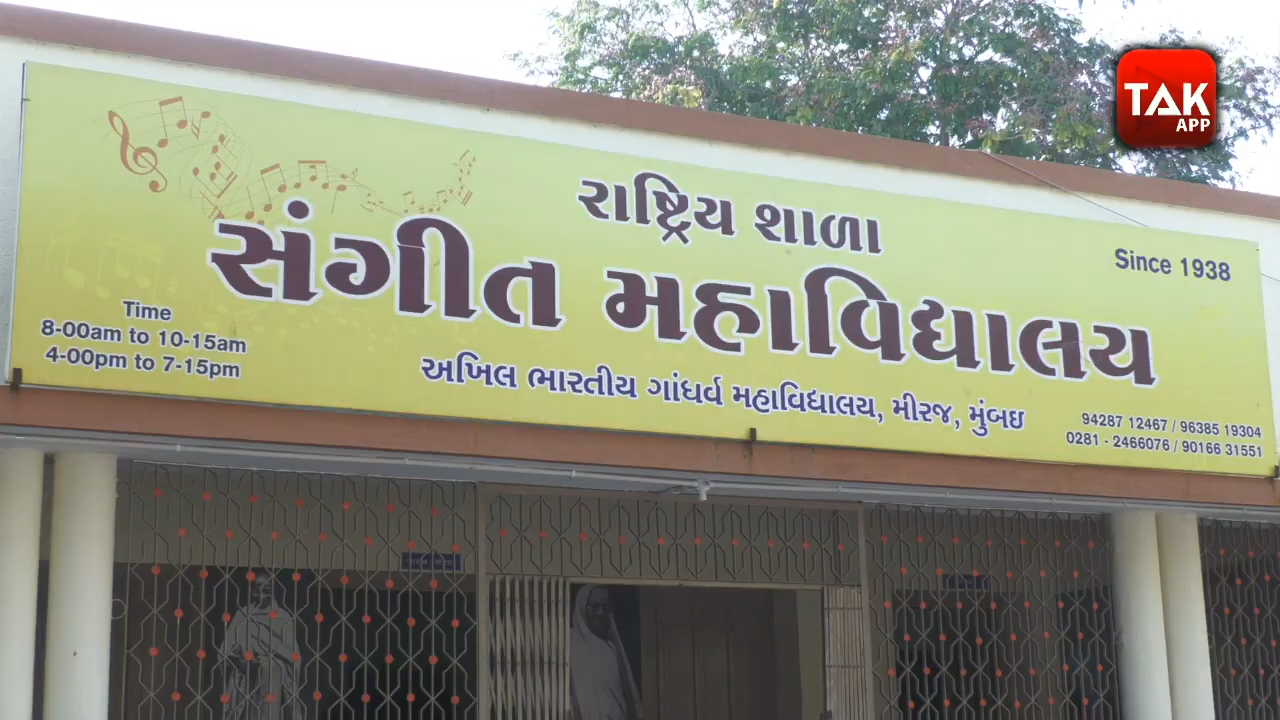 TAK
APP
રાષ્ટ્રિય શાળા
Since 1938
સંગીત મહાવિદ્યાલય
Time
8-00am to 10-15am
4-00pm to 7-15pm
અખિલ ભારતીય ગાંધર્વ મહાવિદ્યાલય, મીરજ, મુંબઇ
94287 12467 / 96385 19304
0281 - 2466076 / 90166 31551